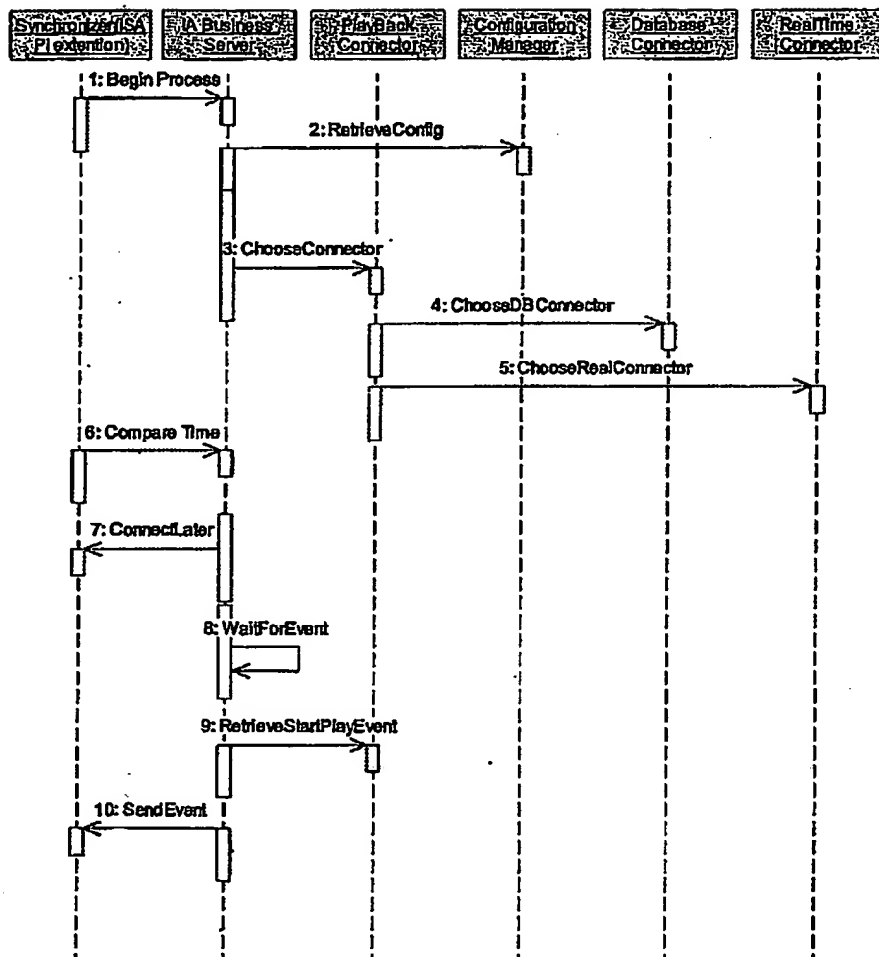 Synchronizer(ISA
PI extention)
IA Business
Server
PlayBack
Connector
Configuration
Manager
Database
Connector
RealTime
Connector
1: Begin Process
2: RetrieveConfig
3: ChooseConnector
4: ChooseDBConnector
5: ChooseRealConnector
6: Compare Time
7: ConnectLater
8: WaitForEvent
9: RetrieveStartPlayEvent
10: SendEvent